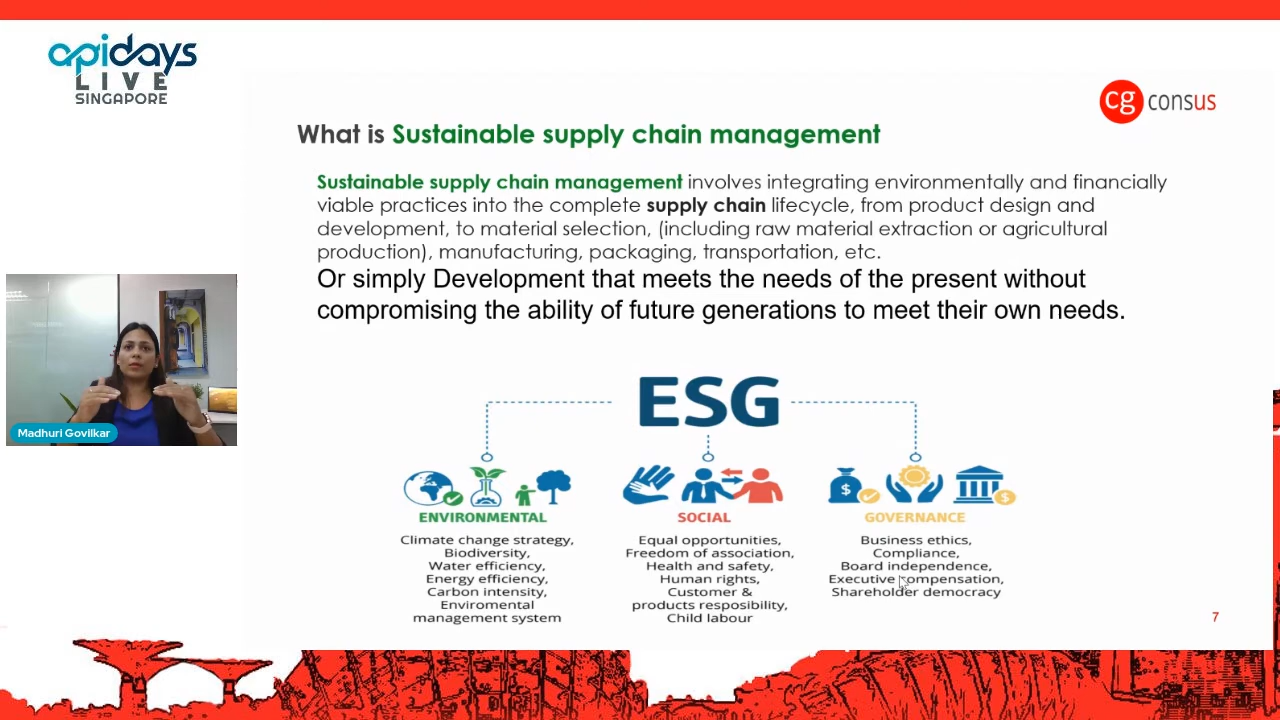 apidays
LIVE
SINGAPORE
cg consus
What is Sustainable supply chain management
Sustainable supply chain management involves integrating environmentally and financially
viable practices into the complete supply chain lifecycle, from product design and
development, to material selection, (including raw material extraction or agricultural
production), manufacturing, packaging, transportation, etc.
Or simply Development that meets the needs of the present without
compromising the ability of future generations to meet their own needs.
Madhuri Govilkar
ESG
ENVIRONMENTAL
Climate change strategy,
Biodiversity,
Water efficiency,
Energy efficiency,
Carbon intensity,
Enviromental
management system
SOCIAL
Equal opportunities,
Freedom of association,
Health and safety,
Human rights,
Customer &
products resposibility,
Child labour
GOVERNANCE
Business ethics,
Compliance,
Board independence,
Executive compensation,
Shareholder democracy
7